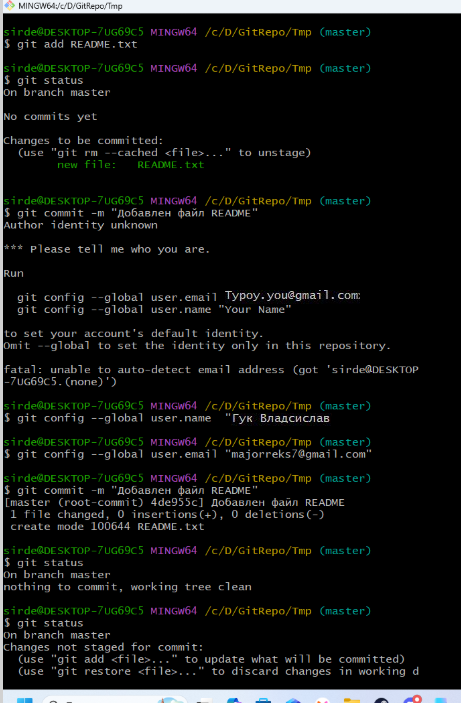 MINGW64:/c/D/GitRepo/Tmp
sirde@DESKTOP-7UG69C5 MINGW64 /c/D/GitRepo/Tmp (master)
$ git add README.txt
sirde@DESKTOP-7UG69C5 MINGW64 /c/D/GitRepo/Tmp (master)
$ git status
On branch master
No commits yet
Changes to be committed:
(use "git rm --cached <file>..." to unstage)
new file: README.txt
sirde@DESKTOP-7UG69C5 MINGW64 /c/D/GitRepo/Tmp (master)
$ git commit -m "Добавлен файл README"
Author identity unknown
*** Please tell me who you are.
Run
git config --global user.email Typoy.you@gmail.com
git config --global user.name "Your Name"
to set your account's default identity.
Omit --global to set the identity only in this repository.
fatal: unable to auto-detect email address (got 'sirde@DESKTOP
-7UG69C5.(none)')
sirde@DESKTOP-7UG69C5 MINGW64 /c/D/GitRepo/Tmp (master)
$ git config --global user.name "Гук Владсислав
sirde@DESKTOP-7UG69C5 MINGW64 /c/D/GitRepo/Tmp (master)
$ git config --global user.email "majorreks7@gmail.com"
sirde@DESKTOP-7UG69C5 MINGW64 /c/D/GitRepo/Tmp (master)
$ git commit -m "Добавлен файл README"
[master (root-commit) 4de955c] Добавлен файл README
1 file changed, 0 insertions(+), 0 deletions(-)
create mode 100644 README.txt
sirde@DESKTOP-7UG69C5 MINGW64 /c/D/GitRepo/Tmp (master)
$ git status
On branch master
nothing to commit, working tree clean
sirde@DESKTOP-7UG69C5 MINGW64 /c/D/GitRepo/Tmp (master)
$ git status
On branch master
Changes not staged for commit:
(use "git add <file>..." to update what will be committed)
(use "git restore <file>..." to discard changes in working d